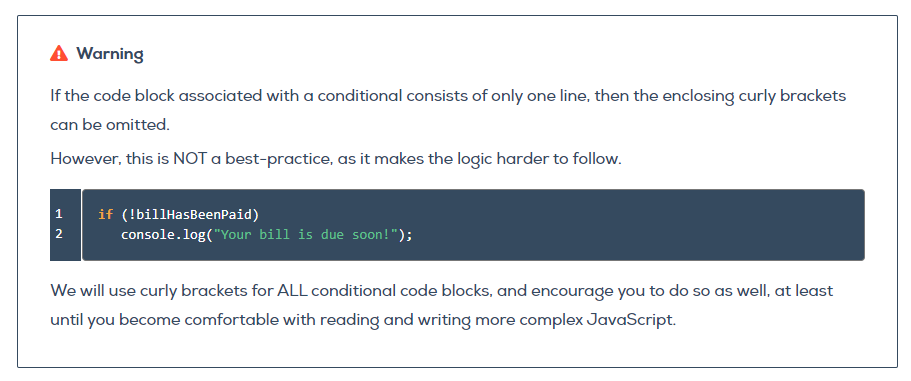 Warning
If the code block associated with a conditional consists of only one line, then the enclosing curly brackets
can be omitted.
However, this is NOT a best-practice, as it makes the logic harder to follow.
1 if (!billHasBeenPaid)
2    console.log("Your bill is due soon!");
We will use curly brackets for ALL conditional code blocks, and encourage you to do so as well, at least
until you become comfortable with reading and writing more complex JavaScript.